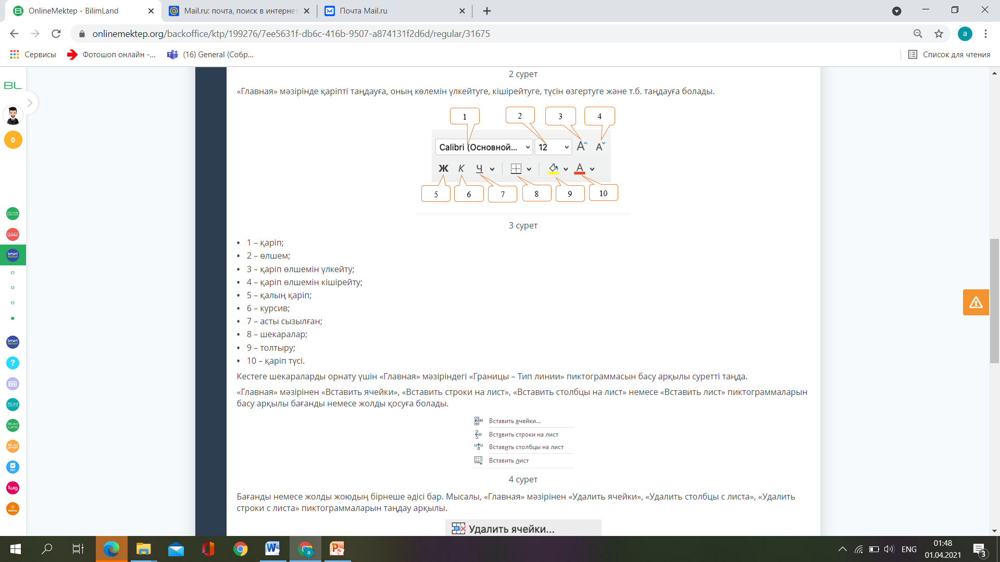 OnlineMektep - BilimLand
Mail.ru: почта, поиск в интернет
Почта Mail.ru
onlinemektep.org/backoffice/ktp/199276/7ee5631f-db6c-416b-9507-a874131f2d6d/regular/31675
a
Сервисы
Фотошоп онлайн -...
(16) General (Собр...
Список для чтения
BL
0
2 сурет
«Главная» мәзірінде қаріпті таңдауға, оның көлемін үлкейтуге, кішірейтуге, түсін өзгертуге және т.б. таңдауға болады.
1 2 3 4
Calibri (Основной... 12 A A
Ж К Ч A
5 6 7 8 9 10
3 сурет
• 1 – қаріп;
• 2 – өлшем;
• 3 – қаріп өлшемін үлкейту;
• 4 – қаріп өлшемін кішірейту;
• 5 – қалың қаріп;
• 6 – курсив;
• 7 – асты сызылған;
• 8 – шекаралар;
• 9 – толтыру;
• 10 – қаріп түсі.
Кестеге шекараларды орнату үшін «Главная» мәзіріндегі «Границы – Тип линии» пиктограммасын басу арқылы суретті таңда.
«Главная» мәзірінен «Вставить ячейки», «Вставить строки на лист», «Вставить столбцы на лист» немесе «Вставить лист» пиктограммаларын
басу арқылы бағанды немесе жолды қосуға болады.
Вставить ячейки...
Вставить строки на лист
Вставить столбцы на лист
Вставить лист
4 сурет
Бағанды немесе жолды жоюдың бірнеше әдісі бар. Мысалы, «Главная» мәзірінен «Удалить ячейки», «Удалить столбцы с листа», «Удалить
строки с листа» пиктограммаларын таңдау арқылы.
Удалить ячейки...
Smart Nation
Smart Nation
?
Twig
ENG
01:48
01.04.2021
3